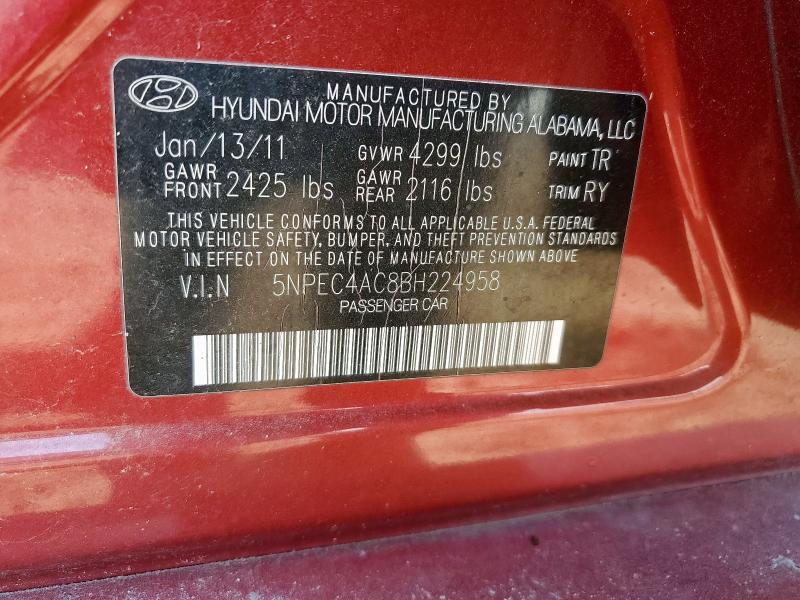 MANUFACTURED BY
HYUNDAI MOTOR MANUFACTURING ALABAMA, LLC
Jan/13/11 GVWR 4299 lbs PAINT TR
GAWR FRONT 2425 lbs GAWR REAR 2116 lbs TRIM RY
THIS VEHICLE CONFORMS TO ALL APPLICABLE U.S.A. FEDERAL
MOTOR VEHICLE SAFETY, BUMPER, AND THEFT PREVENTION STANDARDS
IN EFFECT ON THE DATE OF MANUFACTURE SHOWN ABOVE.
V.I.N 5NPEC4AC8BH224958
PASSENGER CAR